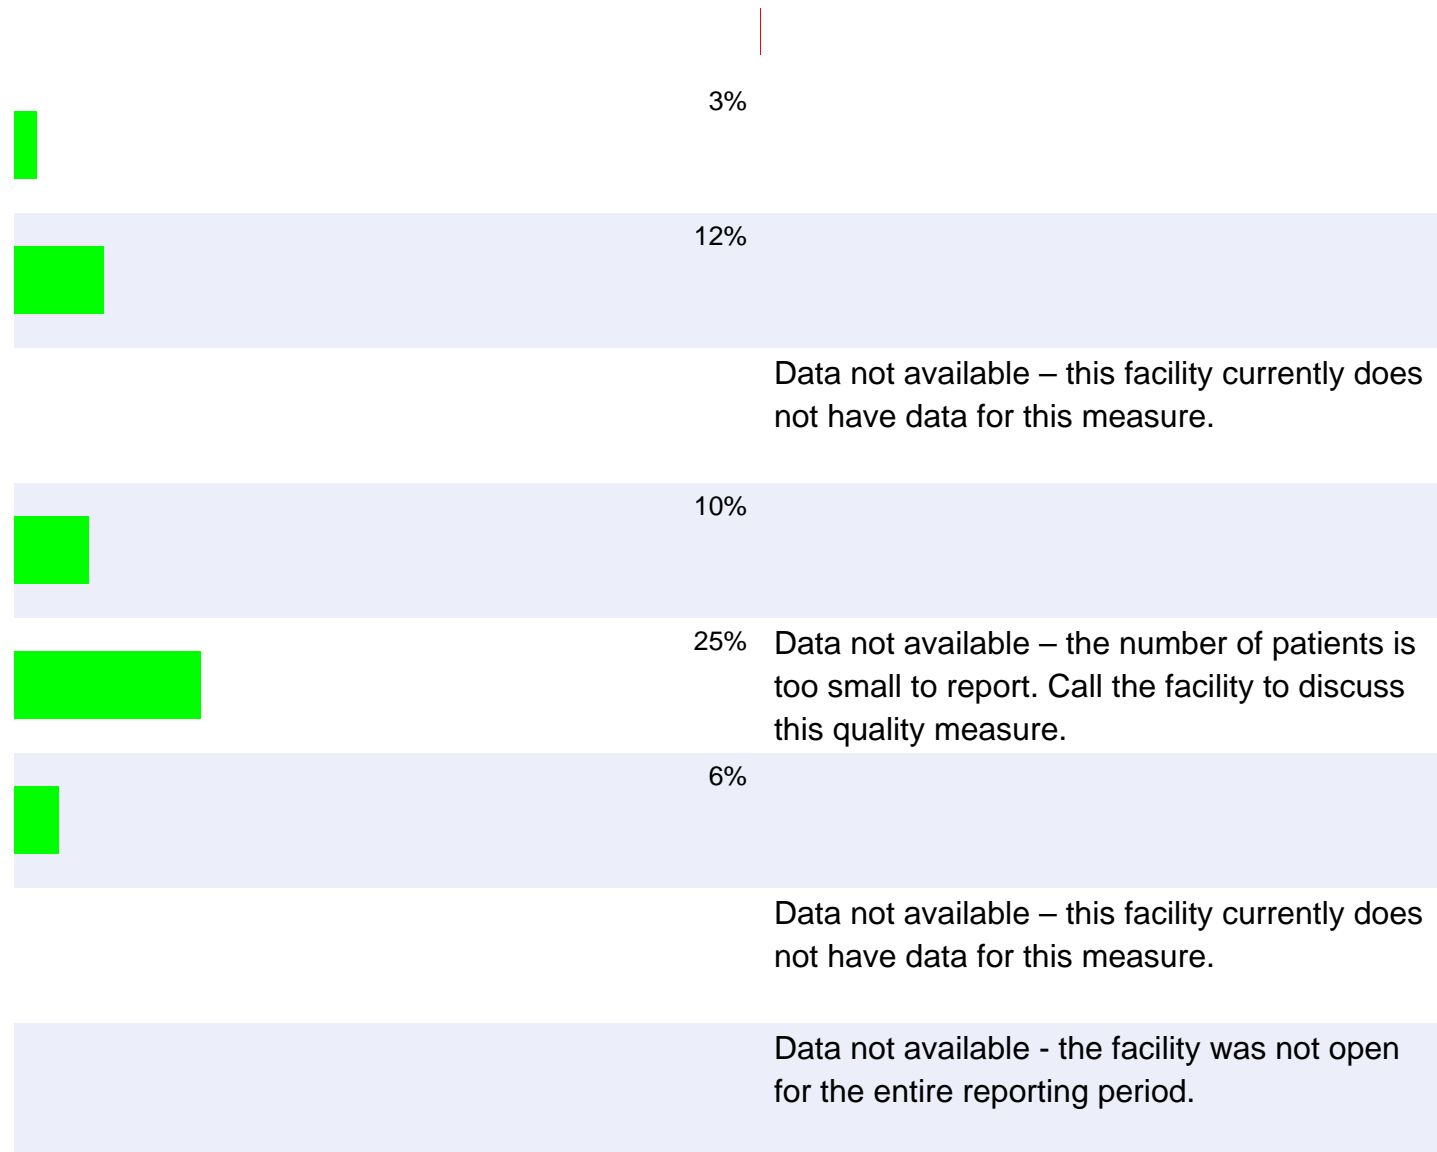 3%
12%
Data not available – this facility currently does
not have data for this measure.
10%
25%
Data not available – the number of patients is
too small to report. Call the facility to discuss
this quality measure.
6%
Data not available – this facility currently does
not have data for this measure.
Data not available - the facility was not open
for the entire reporting period.